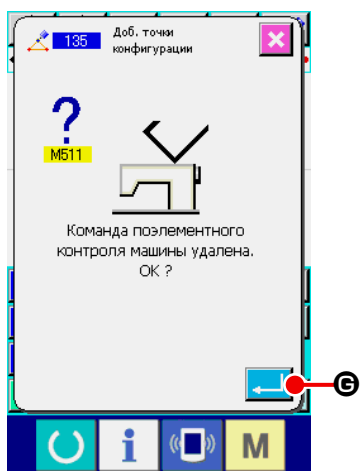 135 Доб. точки
конфигурации
?
M511
Команда поэлементного
контроля машины удалена.
OK ?
G
i
M